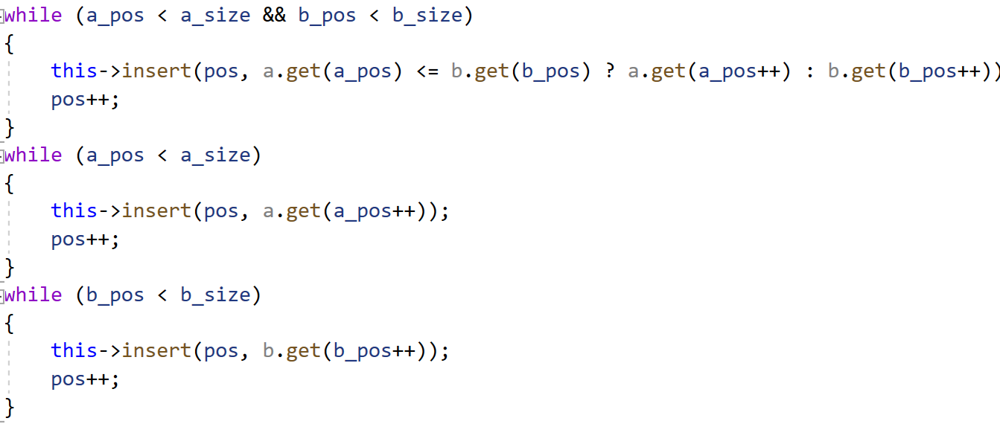 while (a_pos < a_size && b_pos < b_size)
{
    this->insert(pos, a.get(a_pos) <= b.get(b_pos) ? a.get(a_pos++) : b.get(b_pos++))
    pos++;
}
while (a_pos < a_size)
{
    this->insert(pos, a.get(a_pos++));
    pos++;
}
while (b_pos < b_size)
{
    this->insert(pos, b.get(b_pos++));
    pos++;
}